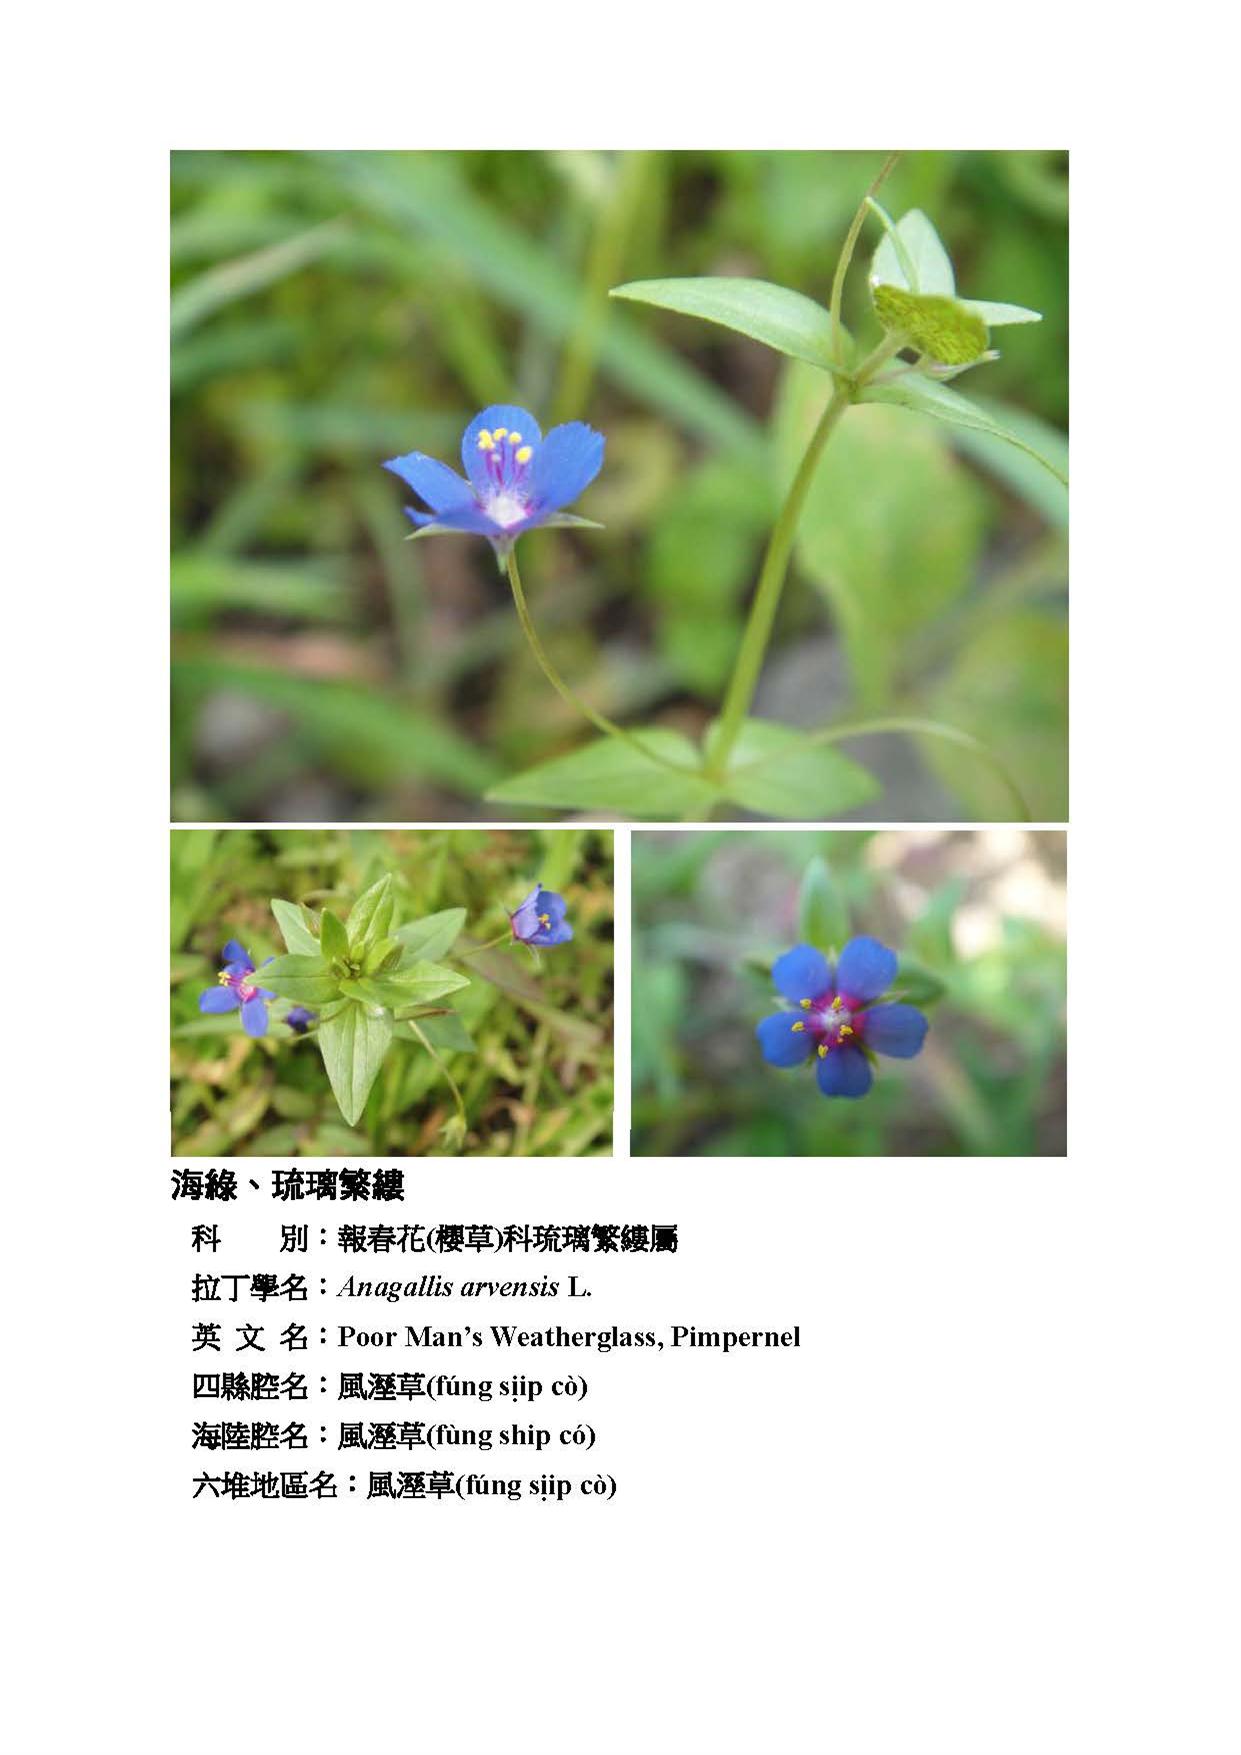 海綠、琉璃繁縷
科　　別：報春花(櫻草)科琉璃繁縷屬
拉丁學名：Anagallis arvensis L.
英 文 名：Poor Man’s Weatherglass, Pimpernel
四縣腔名：風溼草(fúng sṳip cò)
海陸腔名：風溼草(fùng ship có)
六堆地區名：風溼草(fúng sṳip cò)